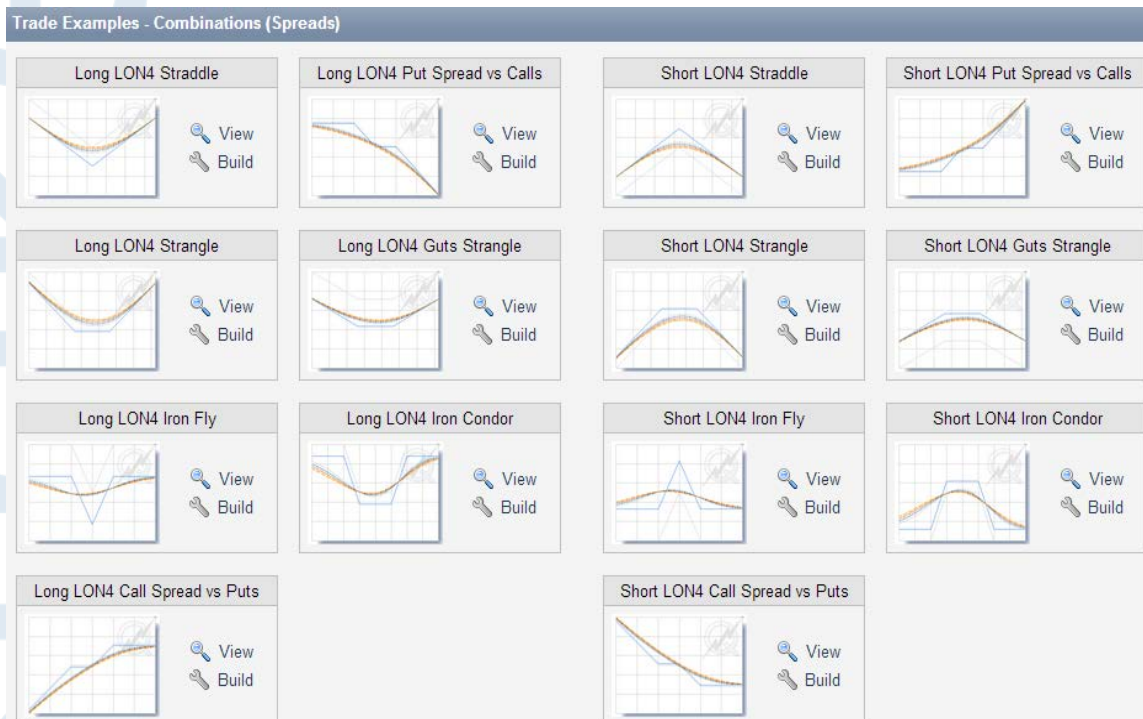 Trade Examples - Combinations (Spreads)
Long LON4 Straddle
View
Build
Long LON4 Put Spread vs Calls
View
Build
Short LON4 Straddle
View
Build
Short LON4 Put Spread vs Calls
View
Build
Long LON4 Strangle
View
Build
Long LON4 Guts Strangle
View
Build
Short LON4 Strangle
View
Build
Short LON4 Guts Strangle
View
Build
Long LON4 Iron Fly
View
Build
Long LON4 Iron Condor
View
Build
Short LON4 Iron Fly
View
Build
Short LON4 Iron Condor
View
Build
Long LON4 Call Spread vs Puts
View
Build
Short LON4 Call Spread vs Puts
View
Build